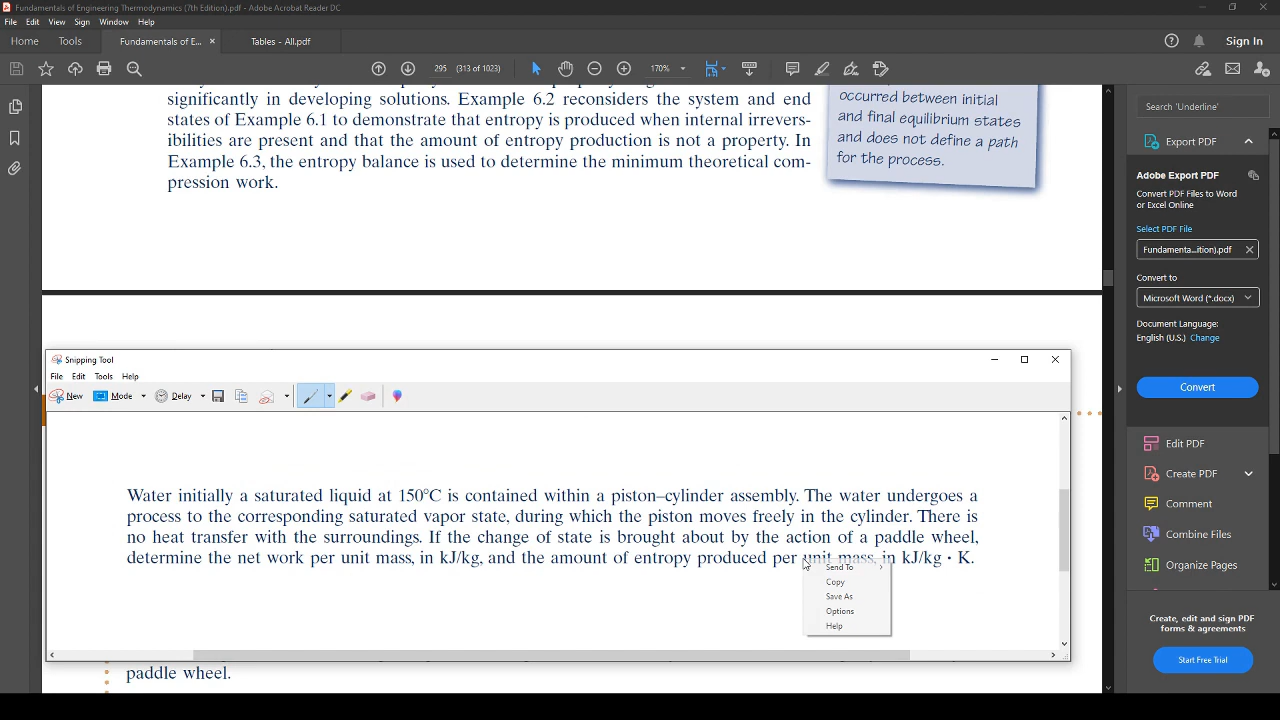 Fundamentals of Engineering Thermodynamics (7th Edition).pdf - Adobe Acrobat Reader DC
File Edit View Sign Window Help
Home Tools Fundamentals of E... × Tables - All.pdf Sign In
295 (313 of 1023) 170%
significantly in developing solutions. Example 6.2 reconsiders the system and end
states of Example 6.1 to demonstrate that entropy is produced when internal irrevers-
ibilities are present and that the amount of entropy production is not a property. In
Example 6.3, the entropy balance is used to determine the minimum theoretical com-
pression work.
occurred between initial
and final equilibrium states
and does not define a path
for the process.
Snipping Tool
File Edit Tools Help
New Mode Delay
Water initially a saturated liquid at 150°C is contained within a piston–cylinder assembly. The water undergoes a
process to the corresponding saturated vapor state, during which the piston moves freely in the cylinder. There is
no heat transfer with the surroundings. If the change of state is brought about by the action of a paddle wheel,
determine the net work per unit mass, in kJ/kg, and the amount of entropy produced per unit mass, in kJ/kg · K.
Send To
Copy
Save As
Options
Help
paddle wheel.
Search 'Underline'
Export PDF
Adobe Export PDF
Convert PDF Files to Word
or Excel Online
Select PDF File
Fundamenta...ition).pdf
Convert to
Microsoft Word (*.docx)
Document Language:
English (U.S.) Change
Convert
Edit PDF
Create PDF
Comment
Combine Files
Organize Pages
Create, edit and sign PDF
forms & agreements
Start Free Trial